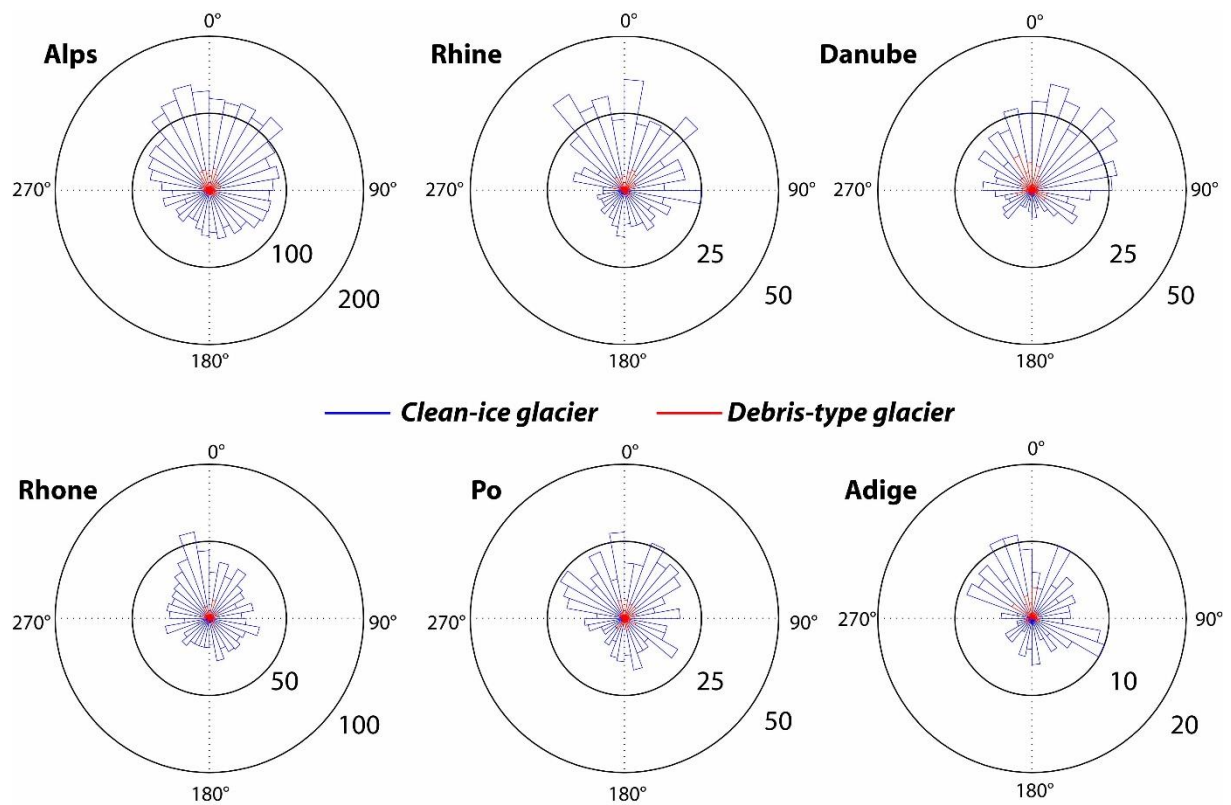 0° 0° 0°
Alps Rhine Danube
270° 90° 270° 90° 270° 90°
100 25 25
200 50 50
180° 180° 180°
Clean-ice glacier Debris-type glacier
0° 0° 0°
Rhone Po Adige
270° 90° 270° 90° 270° 90°
50 25 10
100 50 20
180° 180° 180°